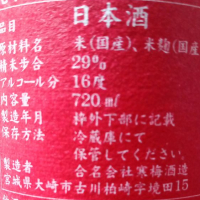 品目 日本酒
原材料名 米(国産)、米麹(国産
精米歩合 29%
アルコール分 16度
内容量 720㎖
製造年月 枠外下部に記載
保存方法 冷蔵庫にて
保管してください
製造者 合名会社寒梅酒造
宮城県大崎市古川柏崎字境田15